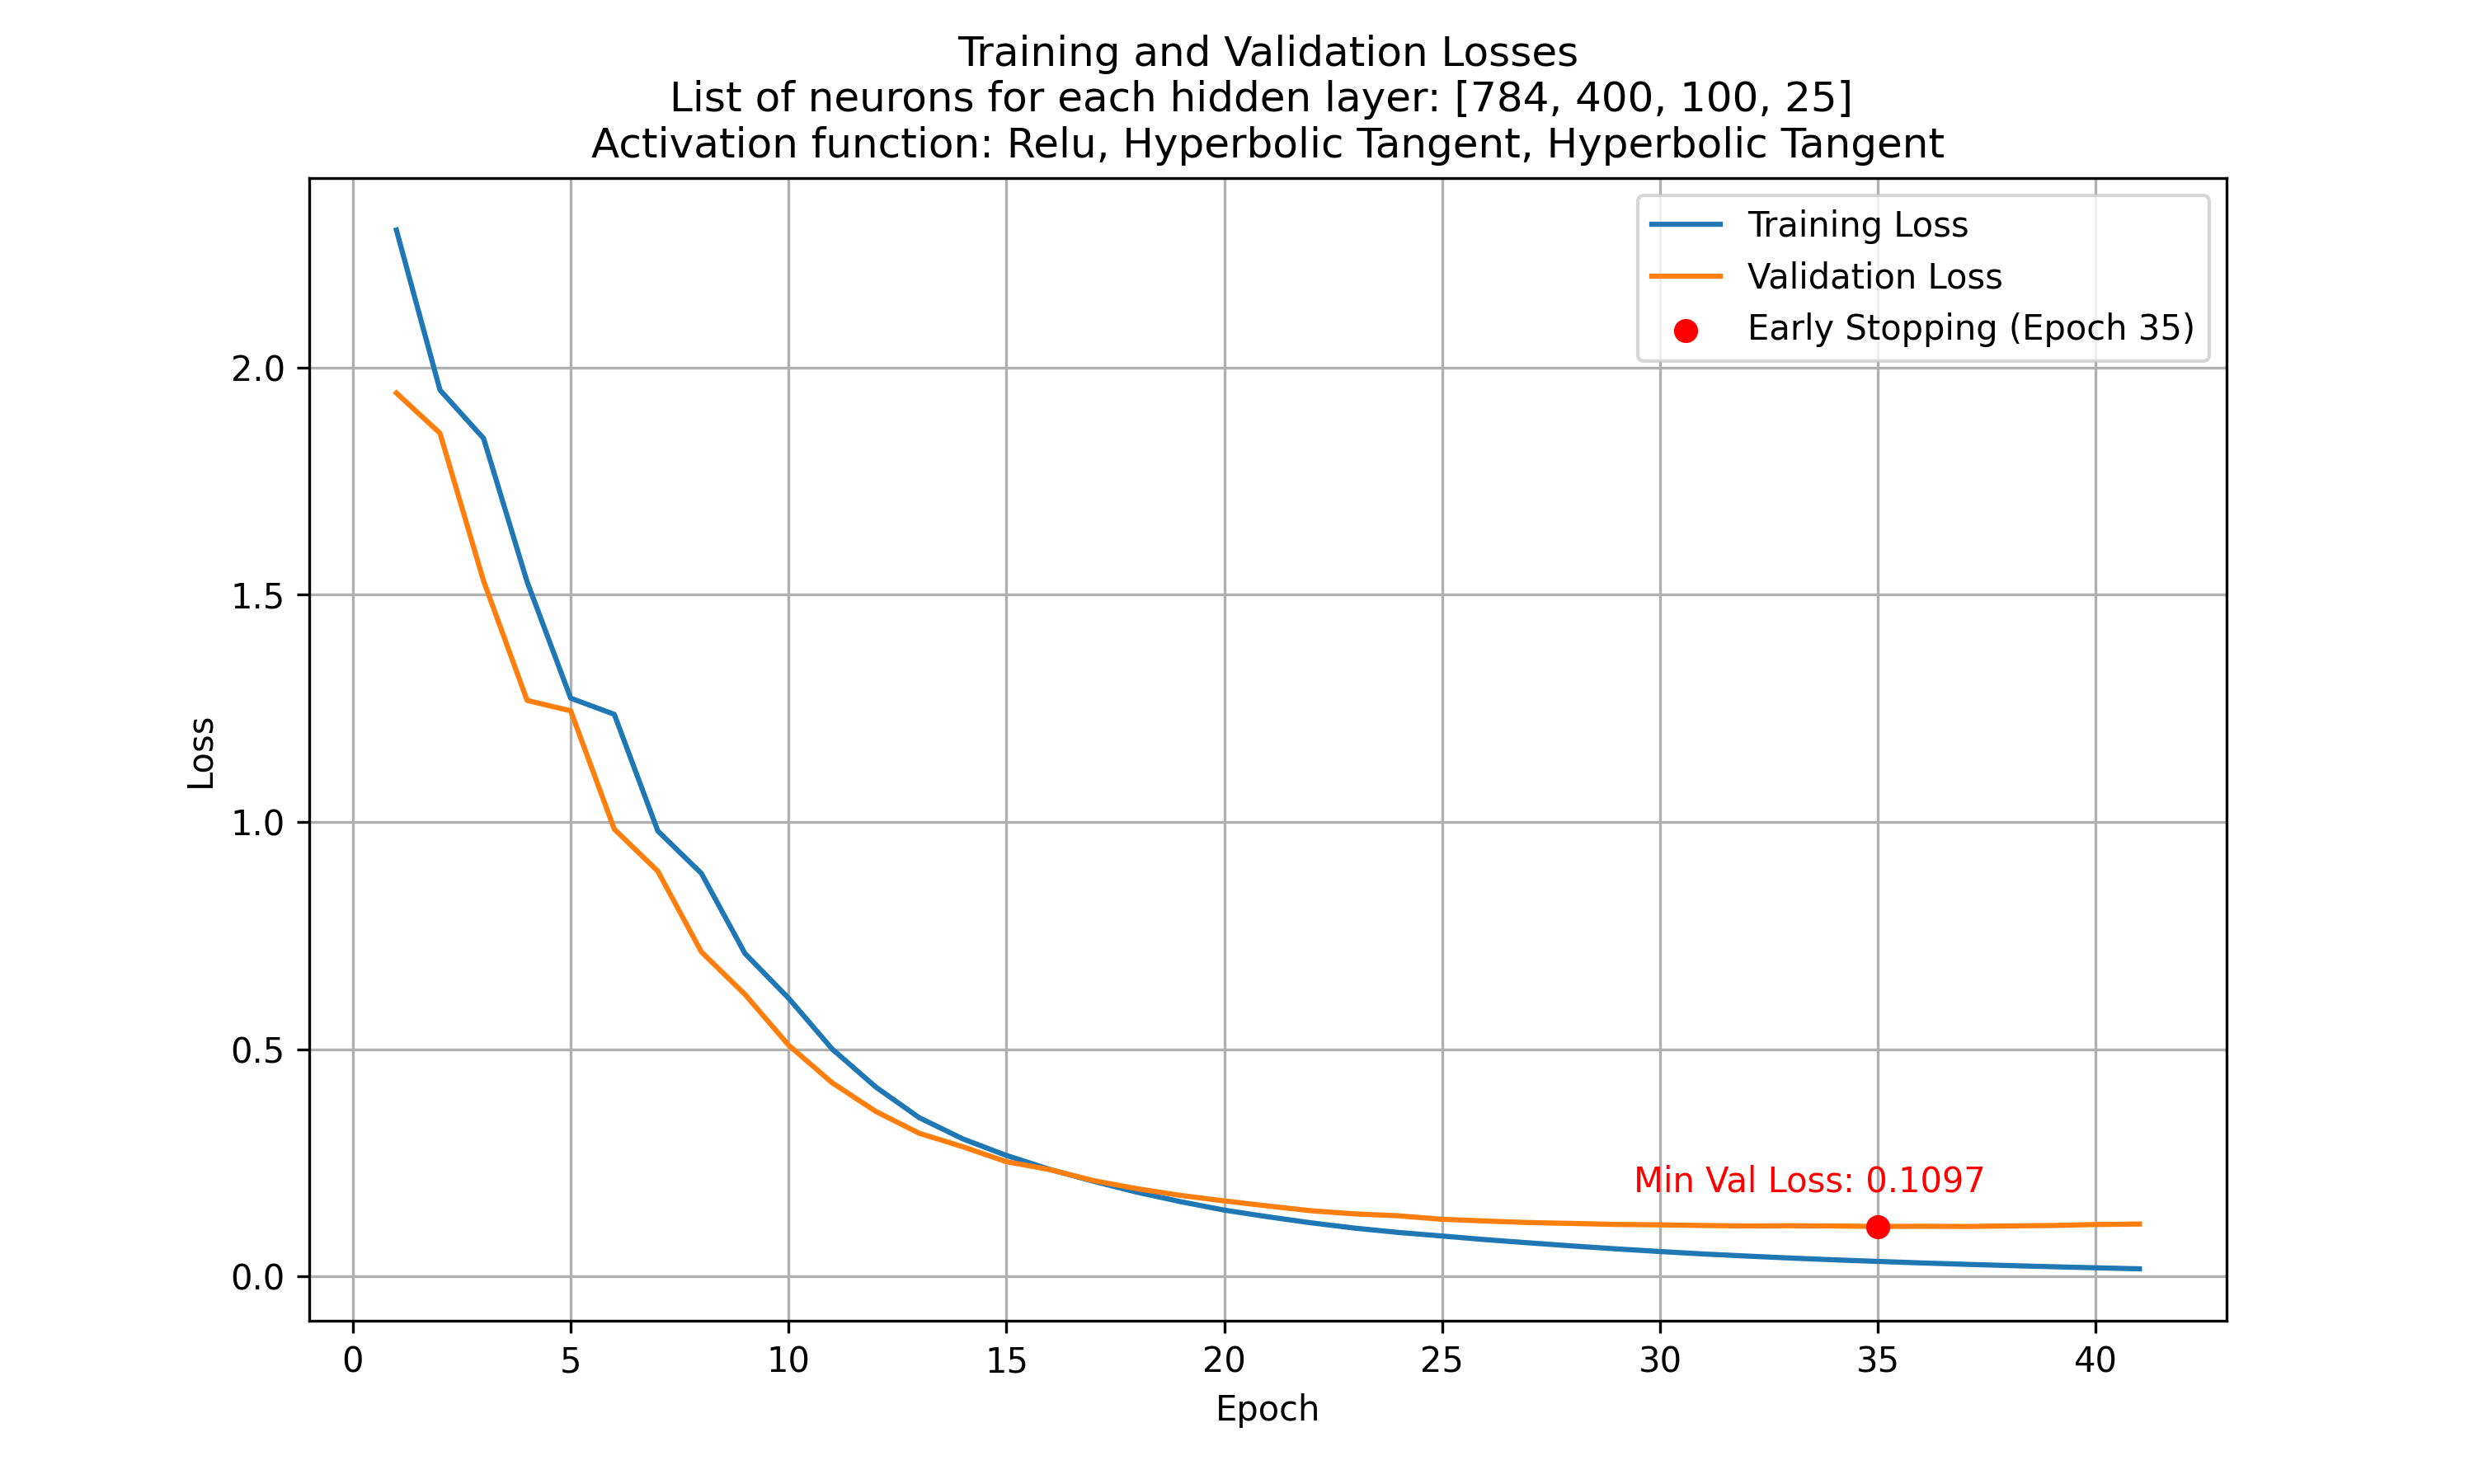 Training and Validation Losses
List of neurons for each hidden layer: [784, 400, 100, 25]
Activation function: Relu, Hyperbolic Tangent, Hyperbolic Tangent
Training Loss
Validation Loss
Early Stopping (Epoch 35)
2.0
1.5
1.0
0.5
0.0
Loss
Min Val Loss: 0.1097
0 5 10 15 20 25 30 35 40
Epoch